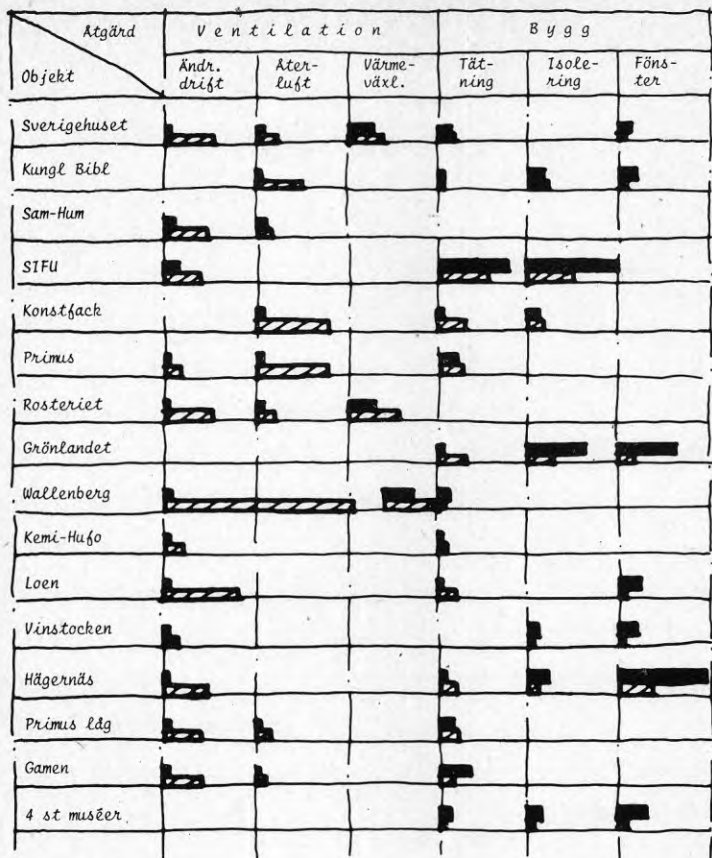 Åtgärd
Ventilation
Bygg
Objekt
Ändr. drift
Åter-luft
Värme-växl.
Tät-ning
Isole-ring
Föns-ter
Sverigehuset
Kungl Bibl
Sam-Hum
SIFU
Konstfack
Primus
Rosteriet
Grönlandet
Wallenberg
Kemi-Hufo
Loen
Vinstocken
Hägernäs
Primus låg
Gamen
4 st muséer